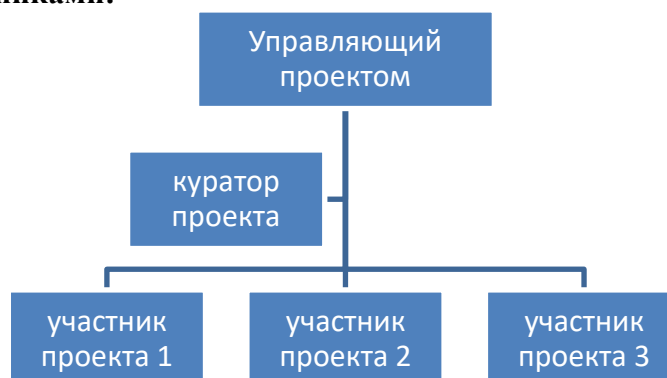 Управляющий
проектом
куратор
проекта
участник
проекта 1
участник
проекта 2
участник
проекта 3